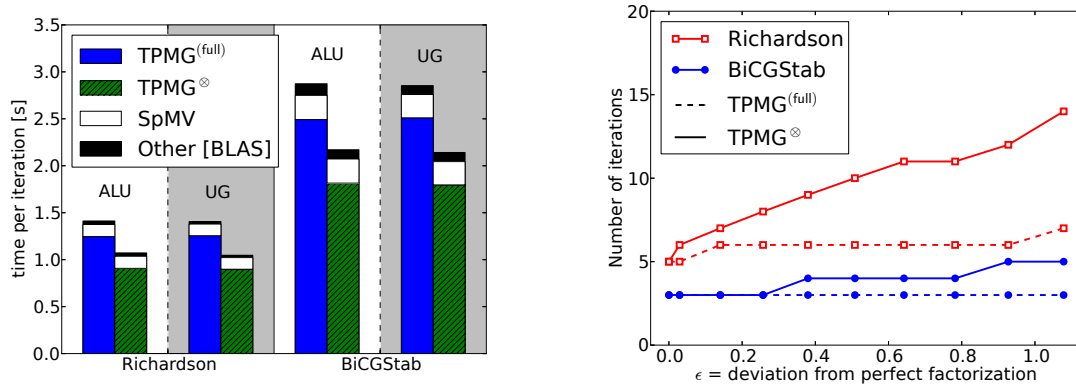 3.5
3.0
2.5
2.0
1.5
1.0
0.5
0.0
time per iteration [s]
TPMG(full)
TPMG⊗
SpMV
Other [BLAS]
ALU
UG
ALU
UG
Richardson
BiCGStab
20
15
10
5
0
Number of iterations
Richardson
BiCGStab
TPMG(full)
TPMG⊗
0.0
0.2
0.4
0.6
0.8
1.0
ϵ = deviation from perfect factorization